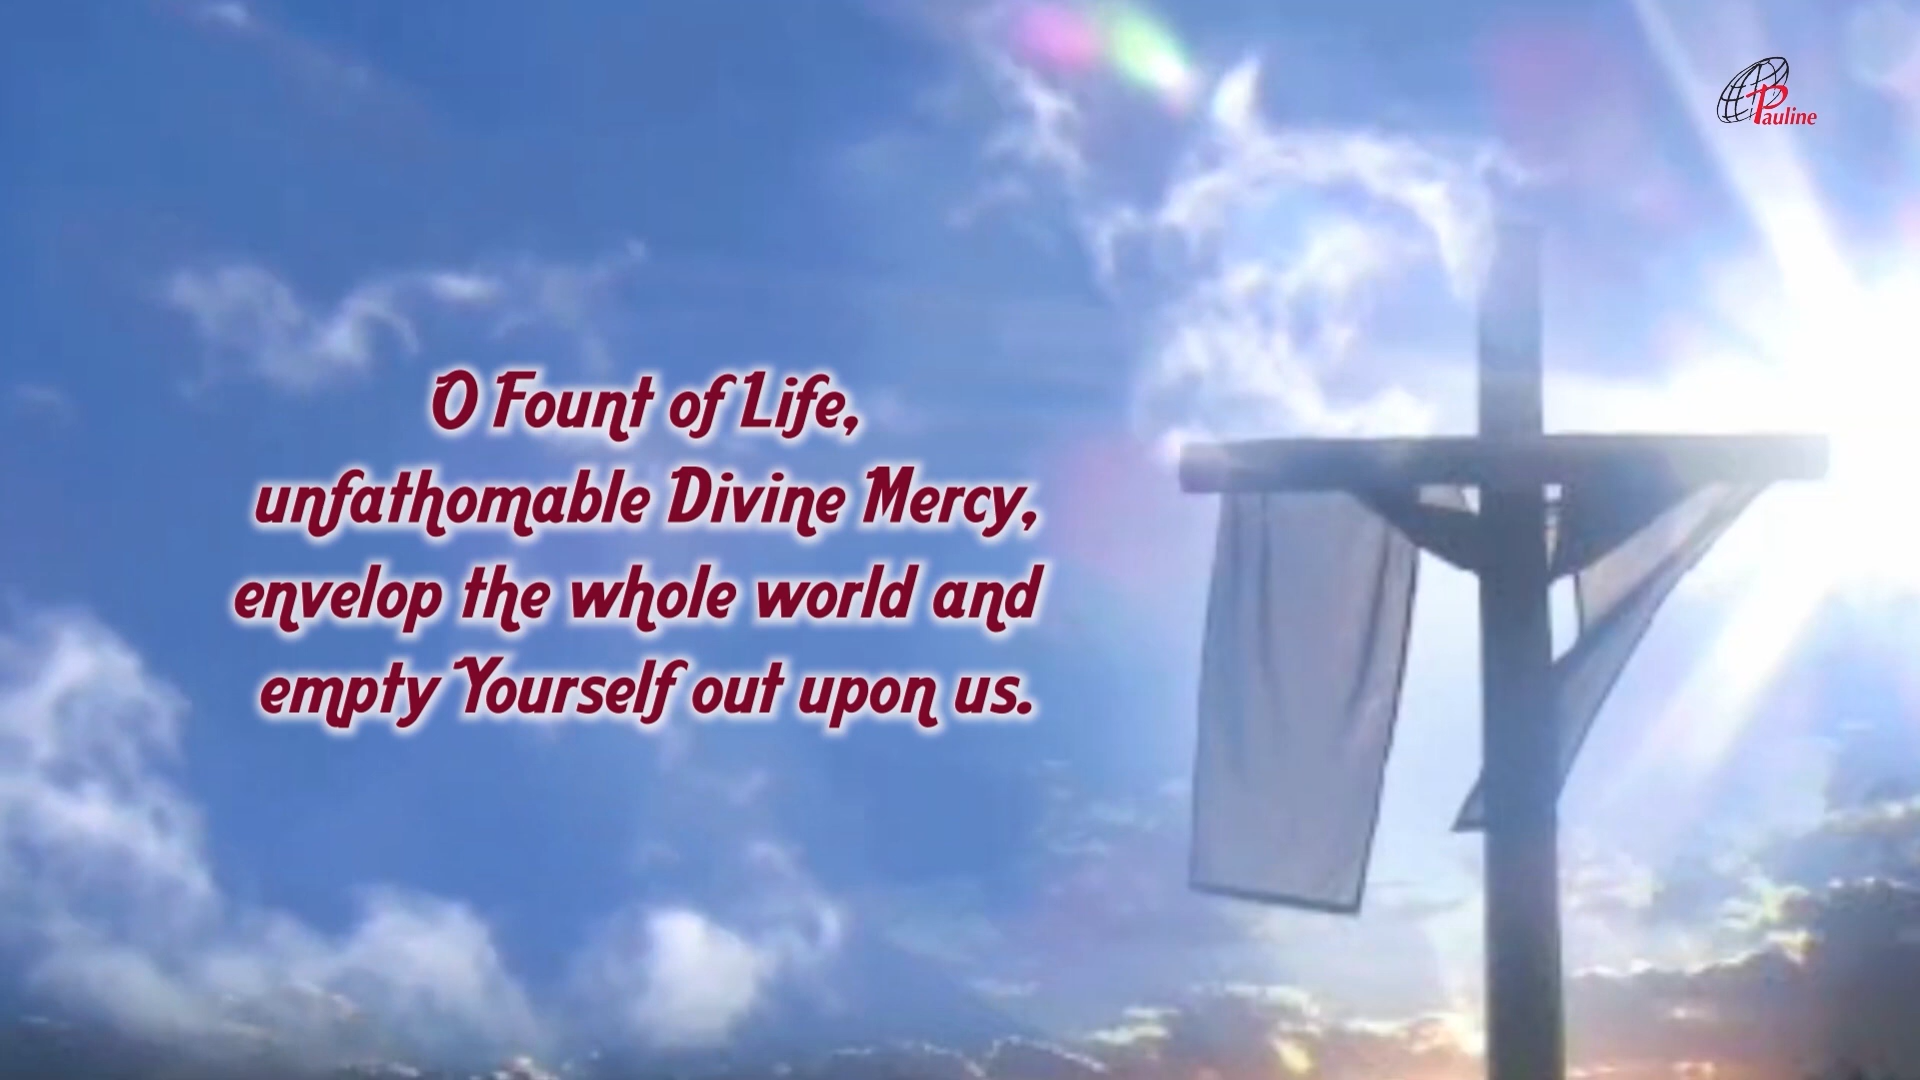 Pauline
O Fount of Life,
unfathomable Divine Mercy,
envelop the whole world and
empty Yourself out upon us.